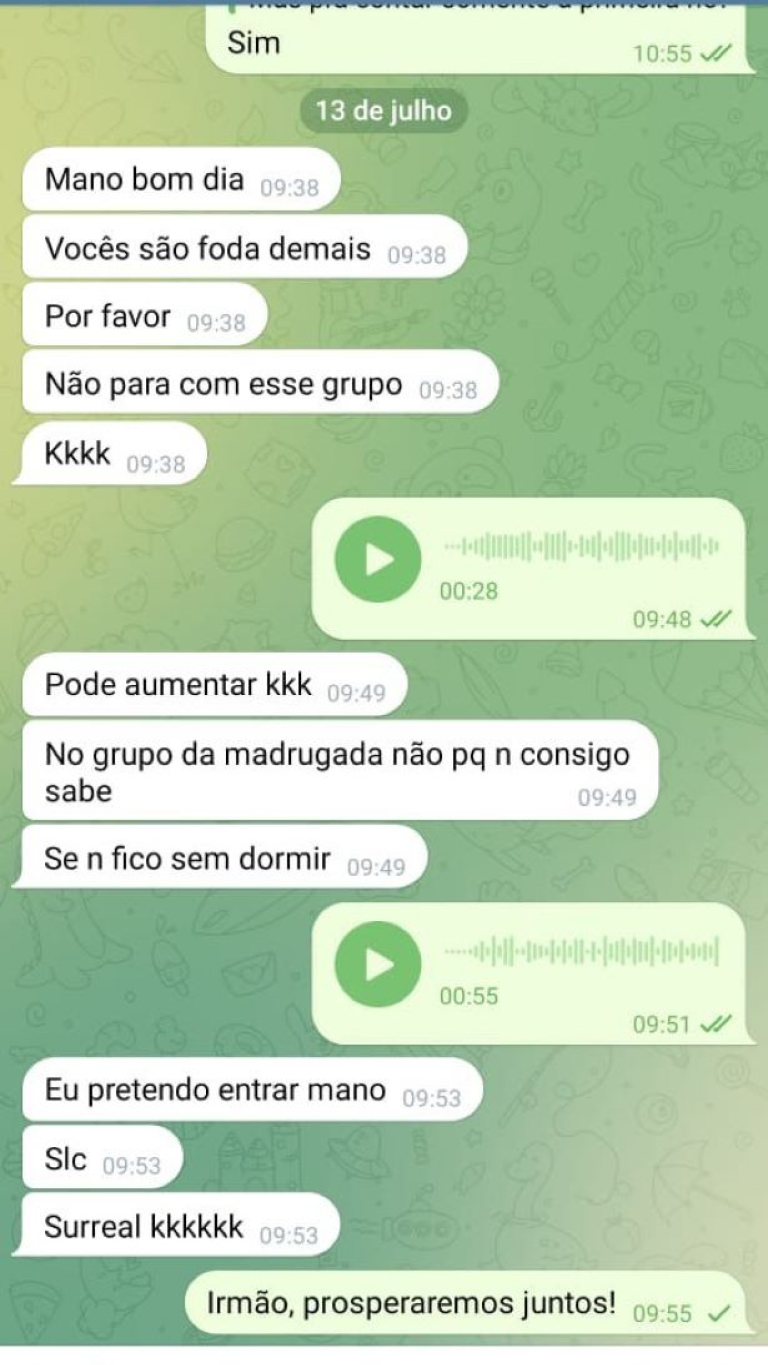 Sim
10:55
13 de julho
Mano bom dia 09:38
Vocês são foda demais 09:38
Por favor 09:38
Não para com esse grupo 09:38
Kkkk 09:38
00:28
09:48
Pode aumentar kkk 09:49
No grupo da madrugada não pq n consigo
sabe 09:49
Se n fico sem dormir 09:49
00:55
09:51
Eu pretendo entrar mano 09:53
Slc 09:53
Surreal kkkkkk 09:53
Irmão, prosperaremos juntos! 09:55